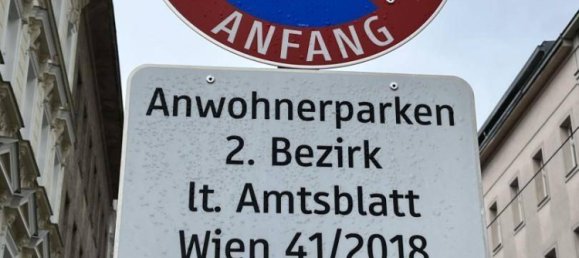 ANFANG
Anwohnerparken
2. Bezirk
lt. Amtsblatt
Wien 41/2018